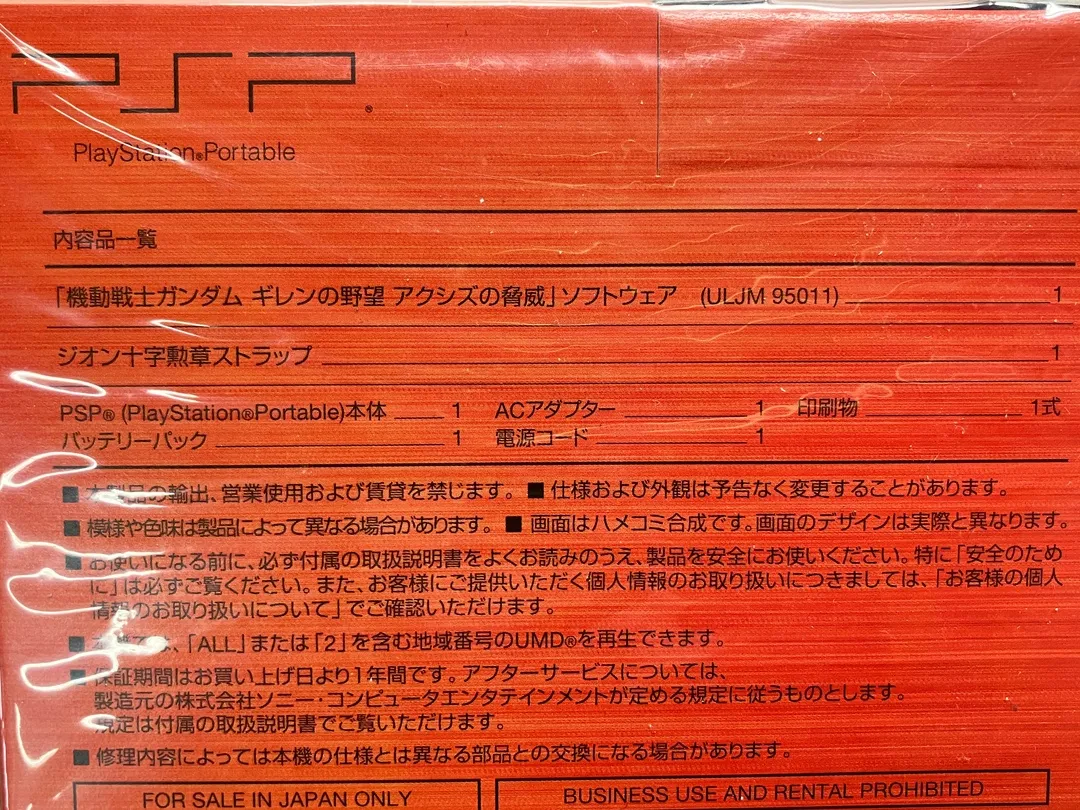 PSP®
PlayStation®Portable
内容品一覧
「機動戦士ガンダム ギレンの野望 アクシズの脅威」ソフトウェア (ULJM 95011) 1
ジオン十字勲章ストラップ 1
PSP® (PlayStation®Portable)本体 1 ACアダプター 1 印刷物 1式
バッテリーパック 1 電源コード 1
■ 本製品の輸出、営業使用および賃貸を禁じます。 ■ 仕様および外観は予告なく変更することがあります。
■ 模様や色味は製品によって異なる場合があります。 ■ 画面はハメコミ合成です。画面のデザインは実際と異なります。
■ お使いになる前に、必ず付属の取扱説明書をよくお読みのうえ、製品を安全にお使いください。特に「安全のため
に」は必ずご覧ください。また、お客様にご提供いただく個人情報のお取り扱いにつきましては、「お客様の個人
情報のお取り扱いについて」でご確認いただけます。
■ は、「ALL」または「2」を含む地域番号のUMD®を再生できます。
■ 保証期間はお買い上げ日より1年間です。アフターサービスについては、
製造元の株式会社ソニー・コンピュータエンタテインメントが定める規定に従うものとします。
規定は付属の取扱説明書でご覧いただけます。
■ 修理内容によっては本機の仕様とは異なる部品との交換になる場合があります。
FOR SALE IN JAPAN ONLY BUSINESS USE AND RENTAL PROHIBITED